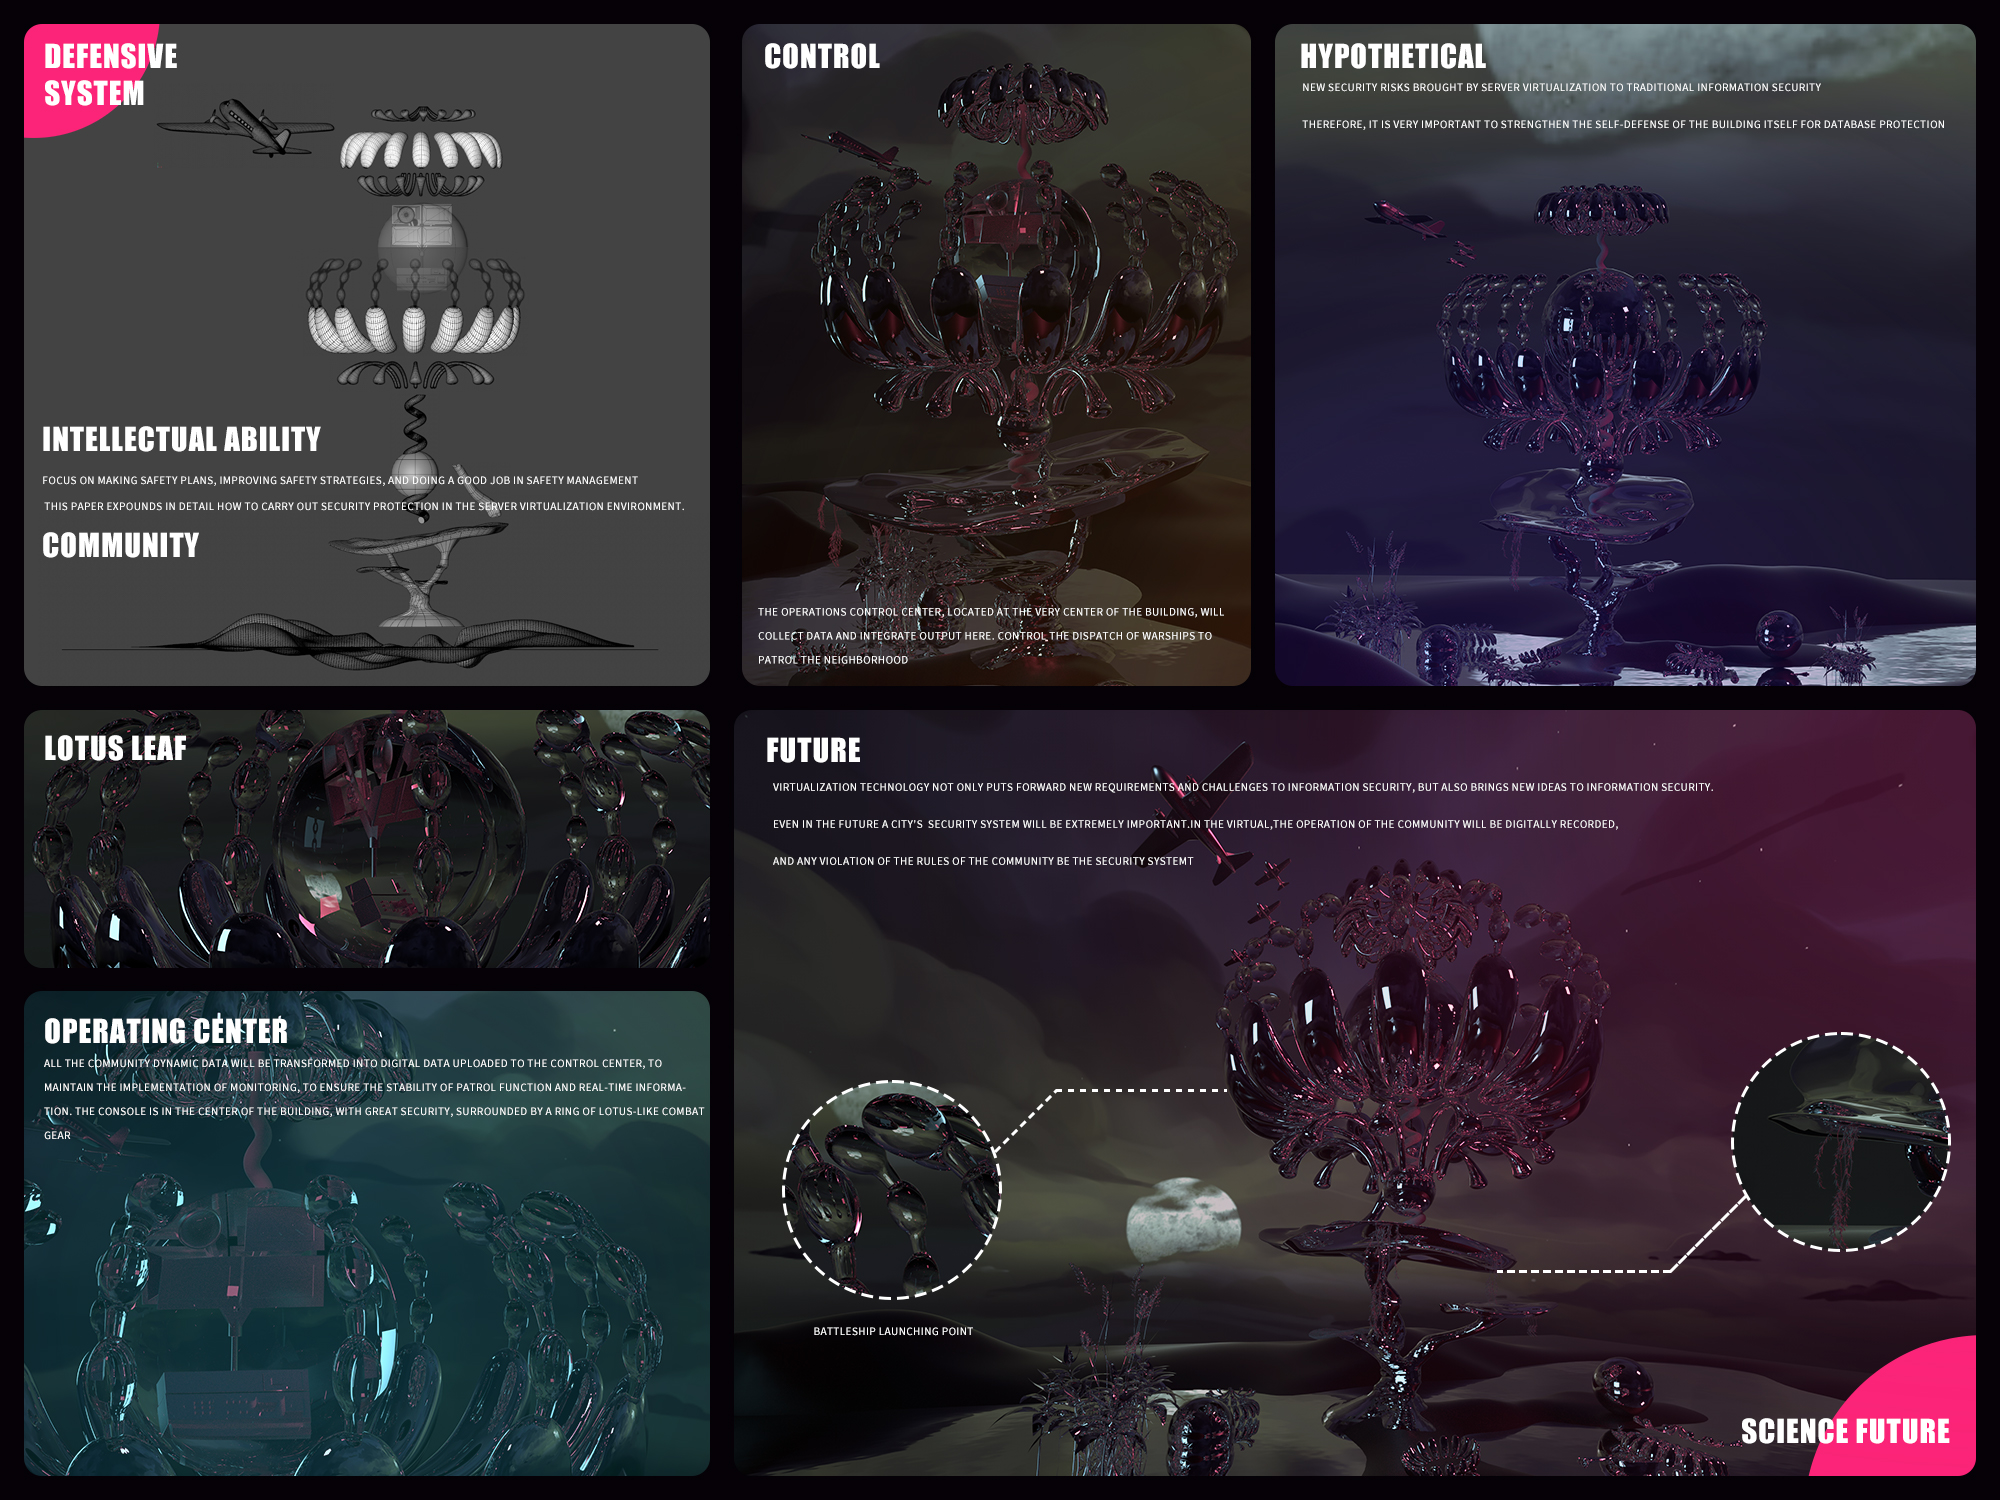 DEFENSIVE
SYSTEM
INTELLECTUAL ABILITY
FOCUS ON MAKING SAFETY PLANS, IMPROVING SAFETY STRATEGIES, AND DOING A GOOD JOB IN SAFETY MANAGEMENT
THIS PAPER EXPOUNDS IN DETAIL HOW TO CARRY OUT SECURITY PROTECTION IN THE SERVER VIRTUALIZATION ENVIRONMENT.
COMMUNITY
CONTROL
THE OPERATIONS CONTROL CENTER, LOCATED AT THE VERY CENTER OF THE BUILDING, WILL
COLLECT DATA AND INTEGRATE OUTPUT HERE. CONTROL THE DISPATCH OF WARSHIPS TO
PATROL THE NEIGHBORHOOD
HYPOTHETICAL
NEW SECURITY RISKS BROUGHT BY SERVER VIRTUALIZATION TO TRADITIONAL INFORMATION SECURITY
THEREFORE, IT IS VERY IMPORTANT TO STRENGTHEN THE SELF-DEFENSE OF THE BUILDING ITSELF FOR DATABASE PROTECTION
LOTUS LEAF
OPERATING CENTER
ALL THE COMMUNITY DYNAMIC DATA WILL BE TRANSFORMED INTO DIGITAL DATA UPLOADED TO THE CONTROL CENTER, TO
MAINTAIN THE IMPLEMENTATION OF MONITORING, TO ENSURE THE STABILITY OF PATROL FUNCTION AND REAL-TIME INFORMA-
TION. THE CONSOLE IS IN THE CENTER OF THE BUILDING, WITH GREAT SECURITY, SURROUNDED BY A RING OF LOTUS-LIKE COMBAT
GEAR
FUTURE
VIRTUALIZATION TECHNOLOGY NOT ONLY PUTS FORWARD NEW REQUIREMENTS AND CHALLENGES TO INFORMATION SECURITY, BUT ALSO BRINGS NEW IDEAS TO INFORMATION SECURITY.
EVEN IN THE FUTURE A CITY'S SECURITY SYSTEM WILL BE EXTREMELY IMPORTANT.IN THE VIRTUAL,THE OPERATION OF THE COMMUNITY WILL BE DIGITALLY RECORDED,
AND ANY VIOLATION OF THE RULES OF THE COMMUNITY BE THE SECURITY SYSTEMT
BATTLESHIP LAUNCHING POINT
SCIENCE FUTURE